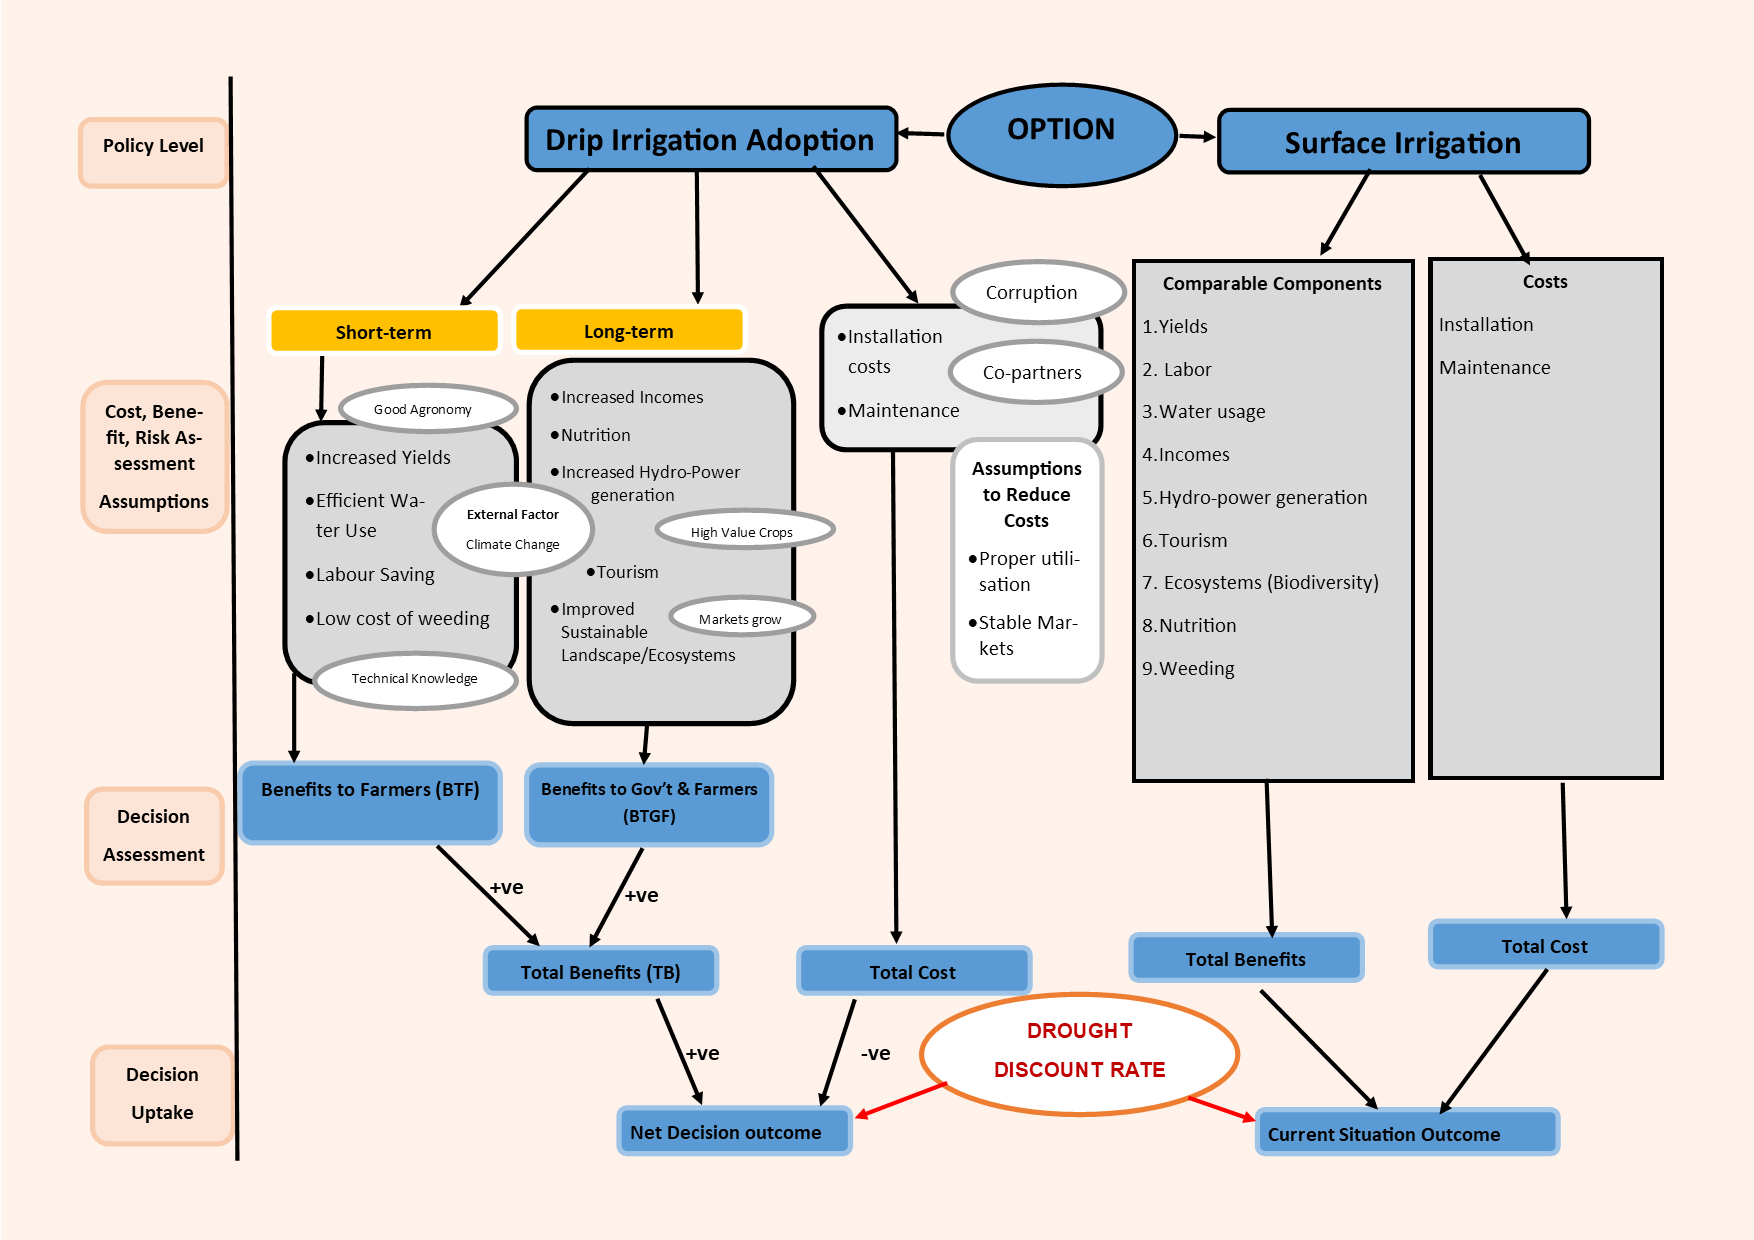 Policy Level
Drip Irrigation Adoption
OPTION
Surface Irrigation
Cost, Bene-
fit, Risk As-
sessment
Assumptions
Short-term
Long-term
Good Agronomy
•Increased Yields
•Efficient Wa-
ter Use
•Labour Saving
•Low cost of weeding
Technical Knowledge
External Factor
Climate Change
•Increased Incomes
•Nutrition
•Increased Hydro-Power
generation
High Value Crops
•Tourism
•Improved
Sustainable
Landscape/Ecosystems
Markets grow
Corruption
•Installation
costs
Co-partners
•Maintenance
Assumptions
to Reduce
Costs
•Proper utili-
sation
•Stable Mar-
kets
Comparable Components
1.Yields
2. Labor
3.Water usage
4.Incomes
5.Hydro-power generation
6.Tourism
7. Ecosystems (Biodiversity)
8.Nutrition
9.Weeding
Costs
Installation
Maintenance
Decision
Assessment
Benefits to Farmers (BTF)
Benefits to Gov't & Farmers
(BTGF)
+ve
+ve
Total Benefits (TB)
Total Cost
Total Benefits
Total Cost
Decision
Uptake
+ve
-ve
DROUGHT
DISCOUNT RATE
Net Decision outcome
Current Situation Outcome